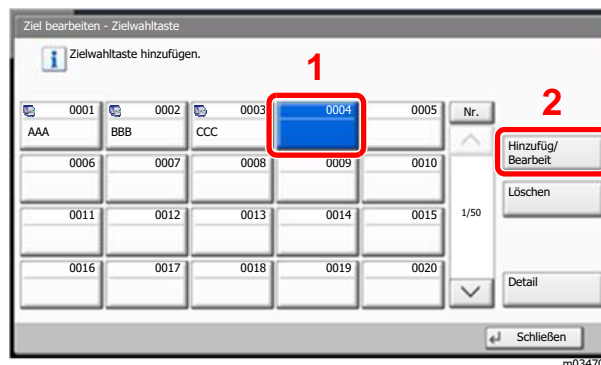 Ziel bearbeiten - Zielwahltaste
Zielwahltaste hinzufügen.
1
0001 0002 0003 0004 0005 Nr. 2
AAA BBB CCC
Hinzufüg/
Bearbeit
0006 0007 0008 0009 0010
Löschen
0011 0012 0013 0014 0015 1/50
0016 0017 0018 0019 0020
Detail
Schließen
m03470